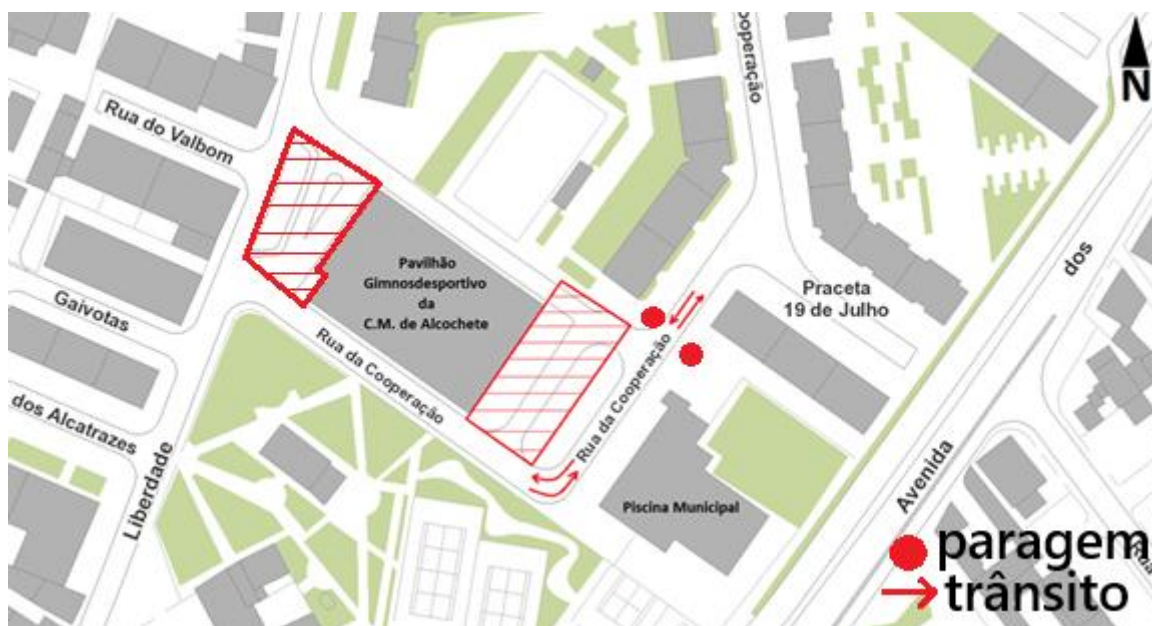 ooperação
N
Rua do Valbom
dos
Pavilhão
Gimnosdesportivo
da
C.M. de Alcochete
Praceta
19 de Julho
Gaivotas
Rua da Cooperação
Rua da Cooperação
dos Alcatrazes
Liberdade
Avenida
Piscina Municipal
paragem
trânsito